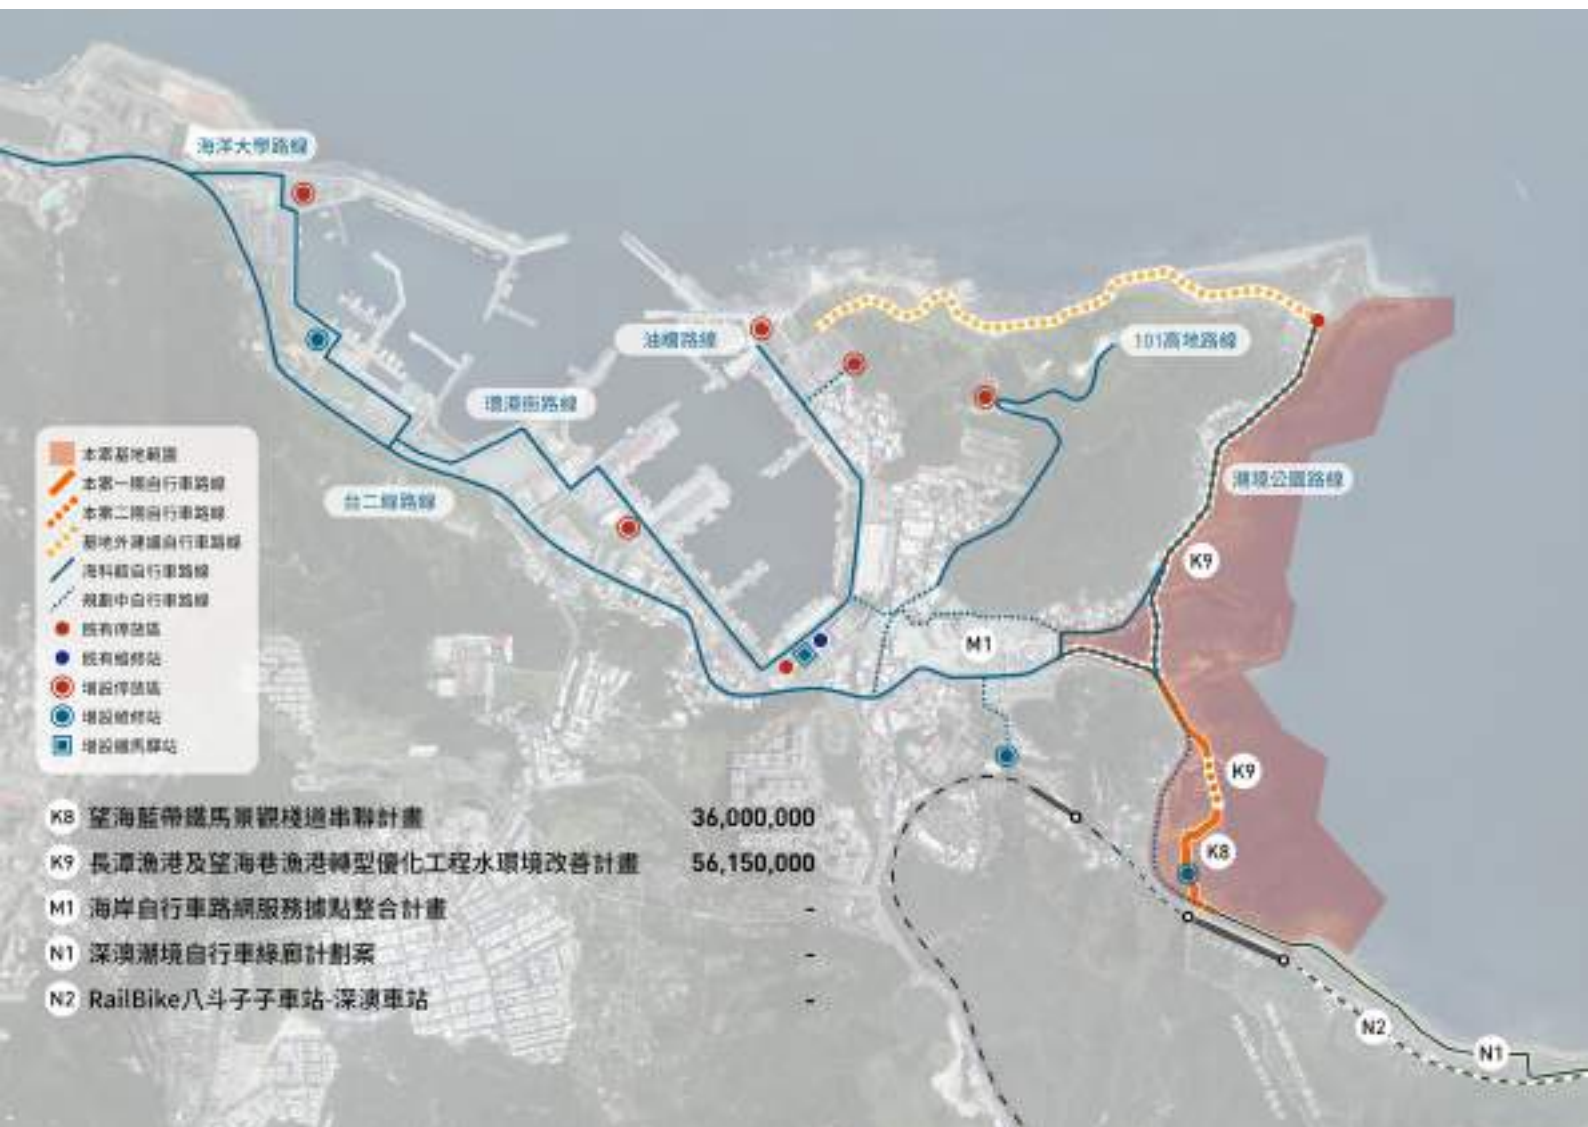 海洋大學路線
油槽路線
101高地路線
環港街路線
台二線路線
潮境公園路線
本案基地範圍
本案一期自行車路線
本案二期自行車路線
基地外建議自行車路線
海科館自行車路線
規劃中自行車路線
既有停放區
既有維修站
增設停放區
增設維修站
增設鐵馬驛站
K9
M1
K9
K8
K8 望海藍帶鐵馬景觀棧道串聯計畫 36,000,000
K9 長潭漁港及望海巷漁港轉型優化工程水環境改善計畫 56,150,000
M1 海岸自行車路網服務據點整合計畫 -
N1 深澳潮境自行車綠廊計劃案 -
N2 RailBike八斗子子車站-深澳車站 -
N2
N1